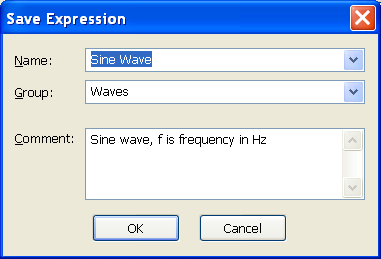 Save Expression
Name: Sine Wave
Group: Waves
Comment: Sine wave, f is frequency in Hz
OK Cancel